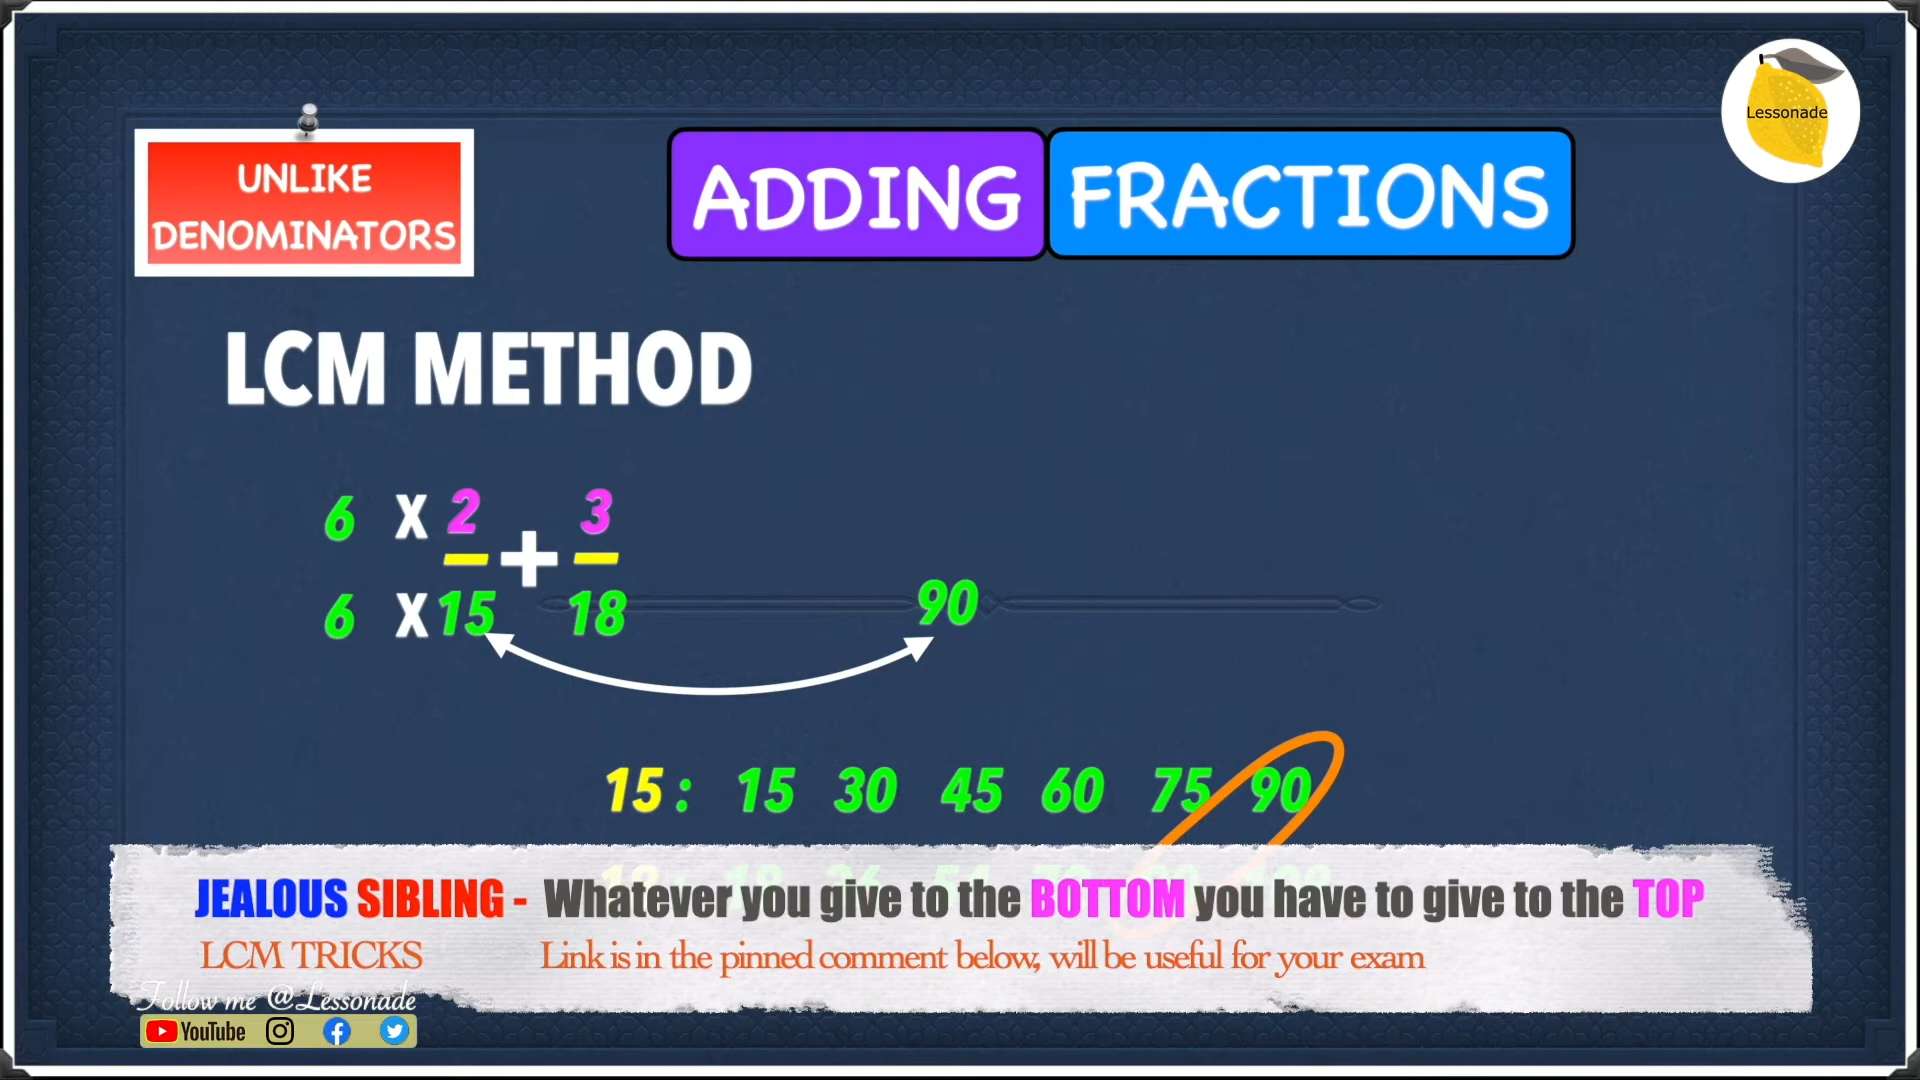 Lessonade
UNLIKE
DENOMINATORS
ADDING FRACTIONS
LCM METHOD
6 X 2 + 3
6 X 15 18 90
15 : 15 30 45 60 75 90
JEALOUS SIBLING - Whatever you give to the BOTTOM you have to give to the TOP
LCM TRICKS Link is in the pinned comment below, will be useful for your exam
Follow me @Lessonade
YouTube